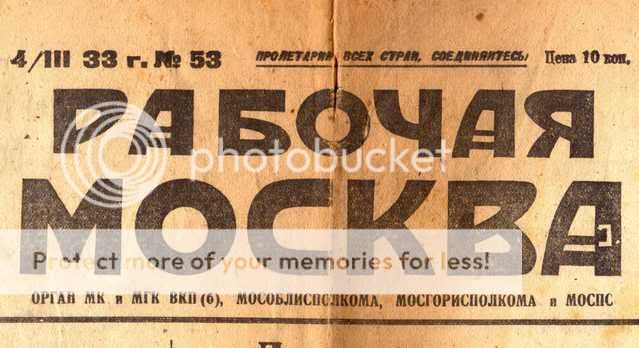 4/III 33 г. № 53 ПРОЛЕТАРИИ ВСЕХ СТРАН, СОЕДИНЯЙТЕСЬ! Цена 10 коп.
РАБОЧАЯ
photobucket
МОСКВА
Protect more of your memories for less!
ОРГАН МК и МГК ВКП(б), МОСОБЛИСПОЛКОМА, МОСГОРИСПОЛКОМА и МОСПС